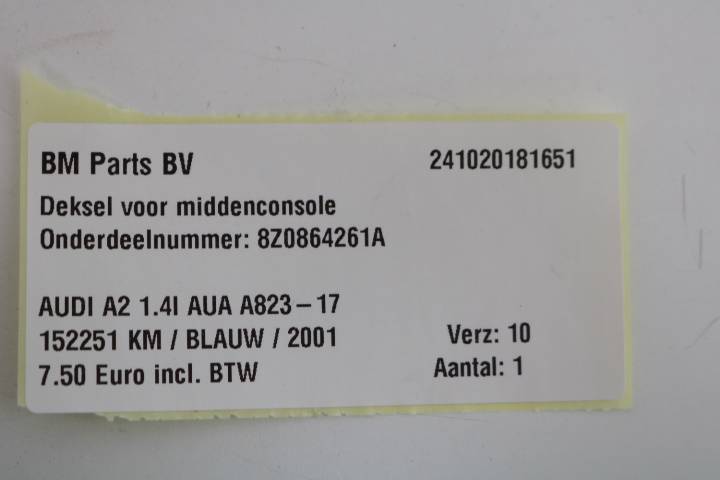 BM Parts BV 241020181651
Deksel voor middenconsole
Onderdeelnummer: 8Z0864261A
AUDI A2 1.4I AUA A823-17
152251 KM / BLAUW / 2001 Verz: 10
7.50 Euro incl. BTW Aantal: 1